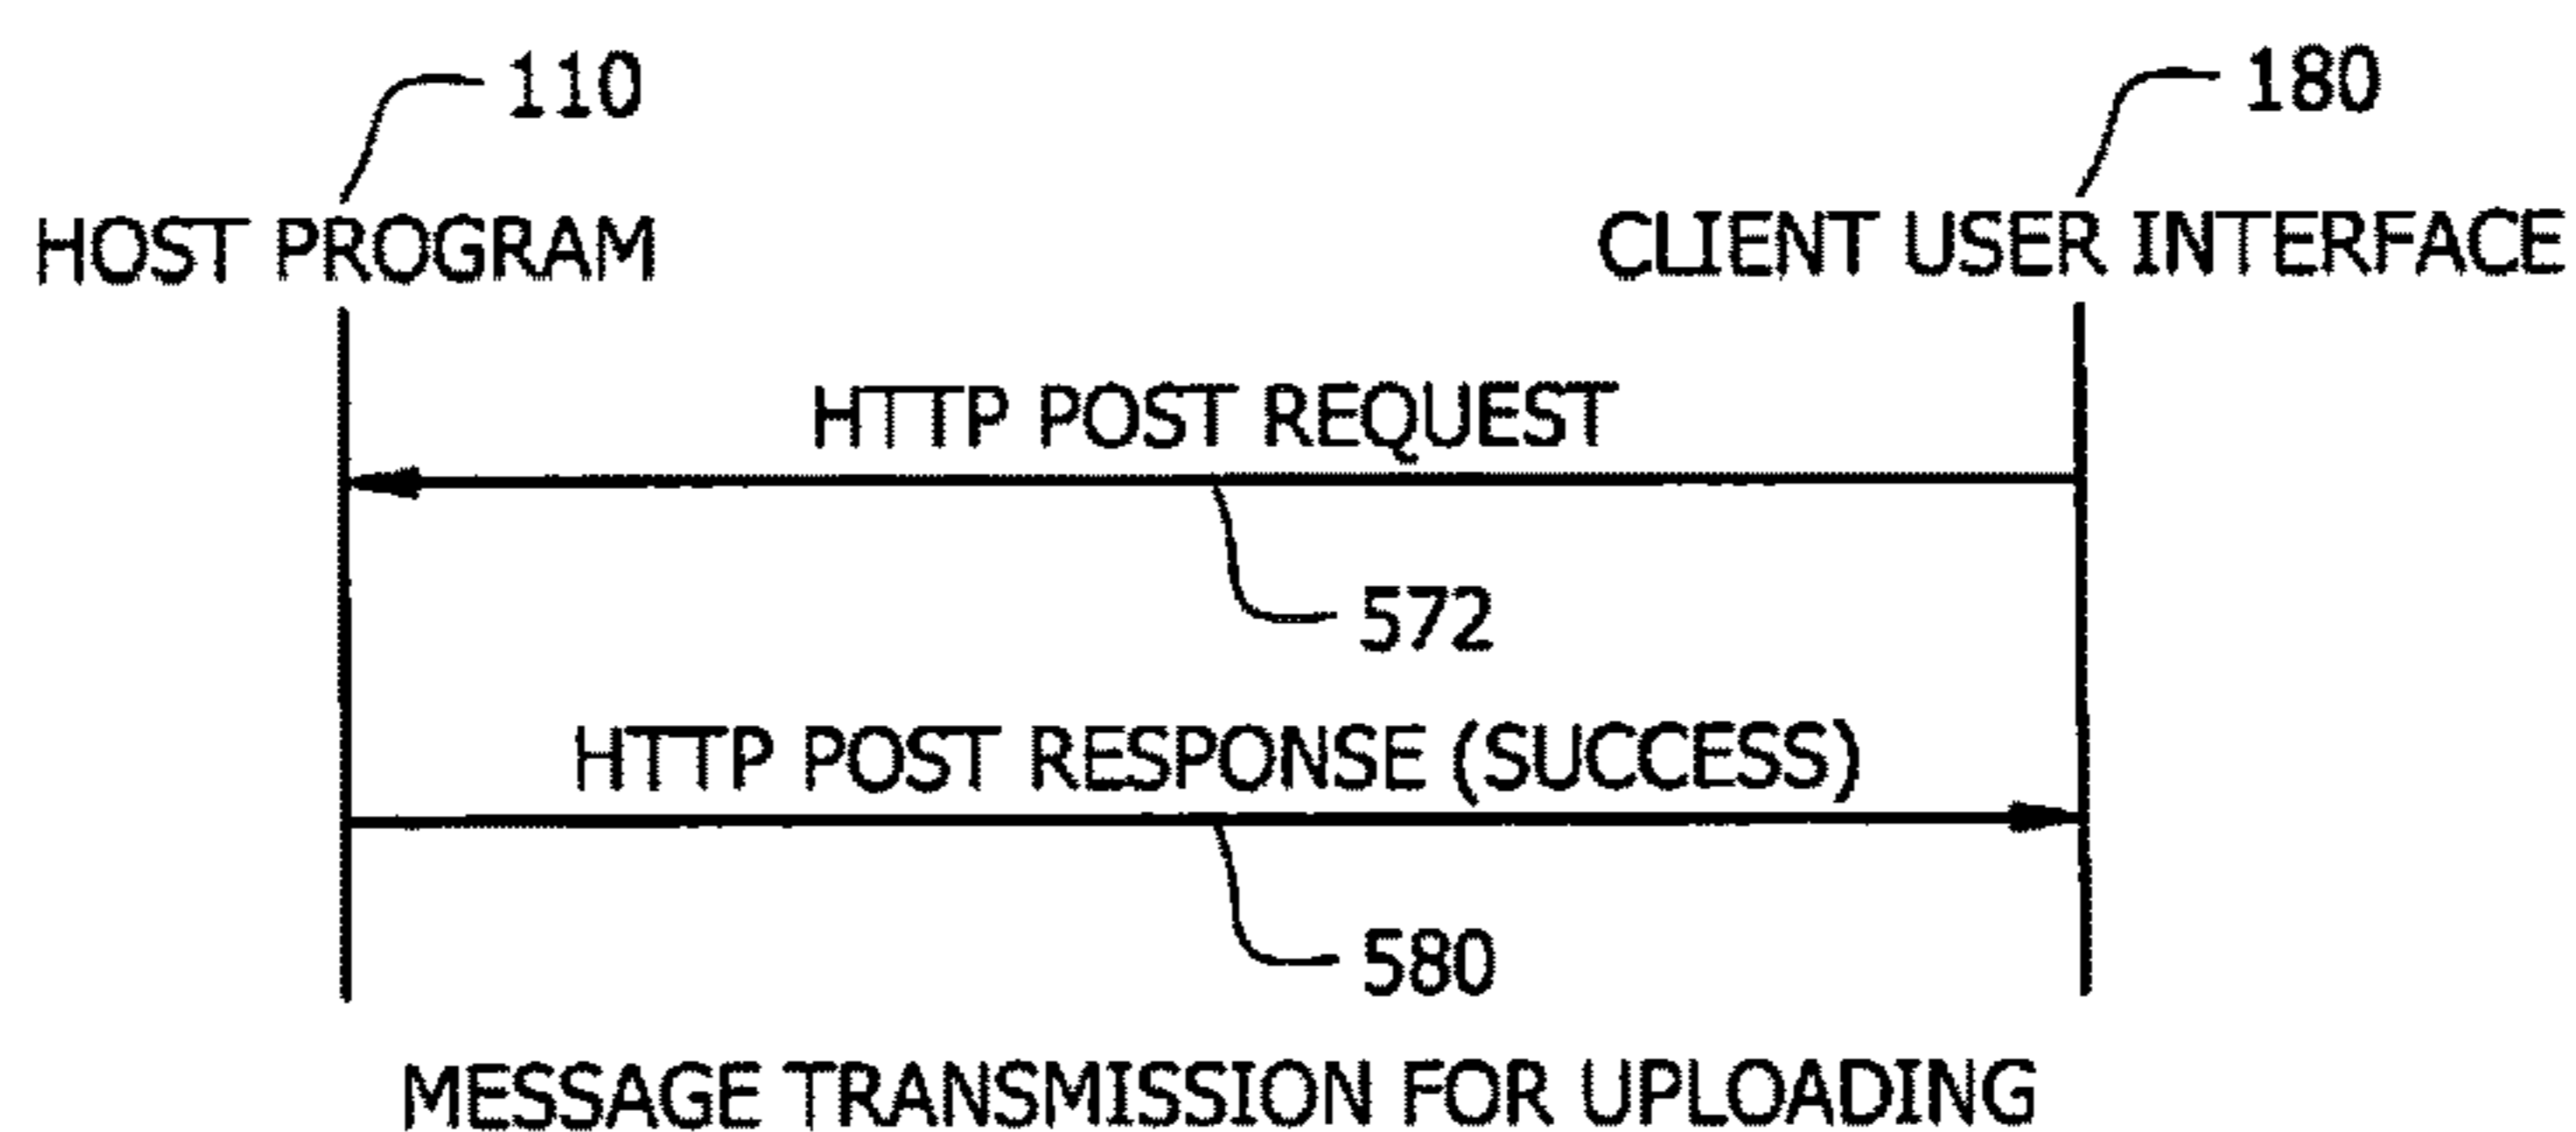 110
180
HOST PROGRAM
CLIENT USER INTERFACE
HTTP POST REQUEST
572
HTTP POST RESPONSE (SUCCESS)
580
MESSAGE TRANSMISSION FOR UPLOADING